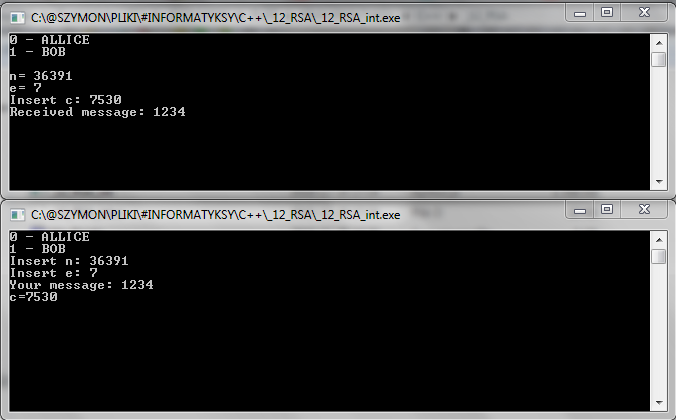 C:\@SZYMON\PLIKI\#INFORMATYKSY\C++\_12_RSA\_12_RSA_int.exe
0 - ALLICE
1 - BOB
n= 36391
e= 7
Insert c: 7530
Received message: 1234
C:\@SZYMON\PLIKI\#INFORMATYKSY\C++\_12_RSA\_12_RSA_int.exe
0 - ALLICE
1 - BOB
Insert n: 36391
Insert e: 7
Your message: 1234
c=7530